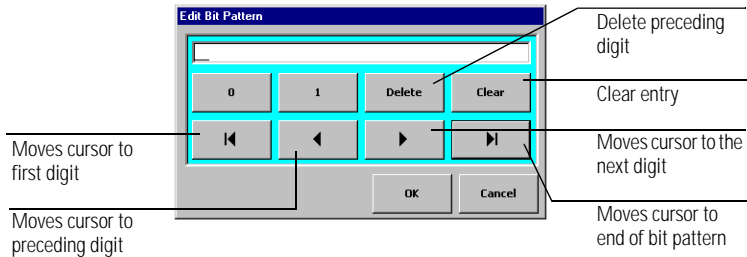 Edit Bit Pattern
Delete preceding
digit
0 1 Delete Clear
Clear entry
Moves cursor to
first digit
Moves cursor to the
next digit
OK Cancel
Moves cursor to
preceding digit
Moves cursor to
end of bit pattern